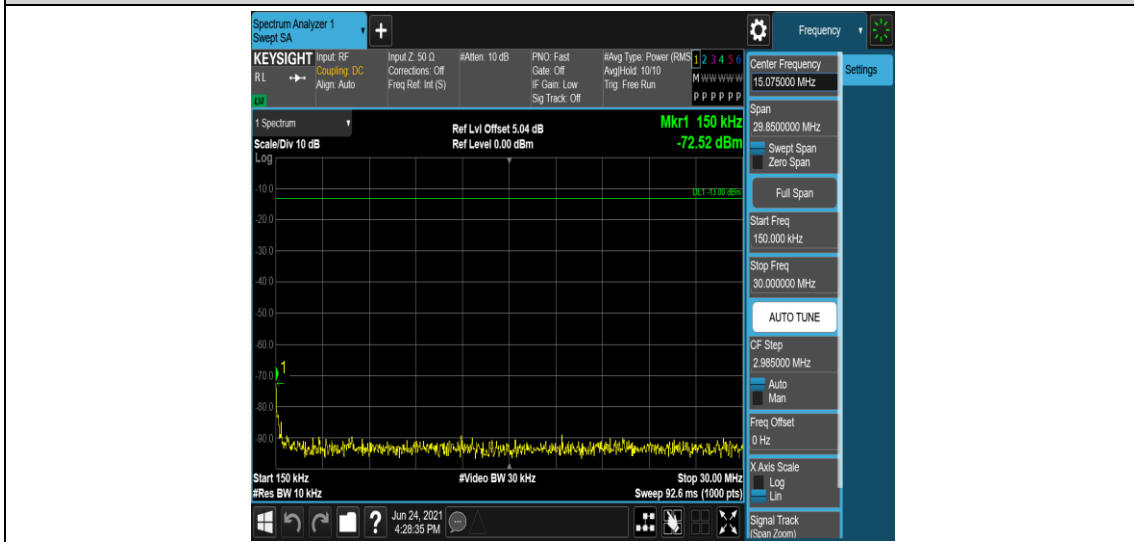 Spectrum Analyzer 1
Swept SA
+
Frequency
KEYSIGHT
RL
LXI
Input: RF
Coupling: DC
Align: Auto
Input Z: 50 Ω
Corrections: Off
Freq Ref: Int (S)
#Atten: 10 dB
PNO: Fast
Gate: Off
IF Gain: Low
Sig Track: Off
#Avg Type: Power (RMS
Avg|Hold: 10/10
Trig: Free Run
1 2 3 4 5 6
M W W W W W
P P P P P P
Center Frequency
15.075000 MHz
Settings
1 Spectrum
Scale/Div 10 dB
Log
Ref Lvl Offset 5.04 dB
Ref Level 0.00 dBm
Mkr1 150 kHz
-72.52 dBm
Span
29.8500000 MHz
Swept Span
Zero Span
Full Span
DL1 -13.00 dBm
-10.0
-20.0
-30.0
-40.0
-50.0
-60.0
-70.0
-80.0
-90.0
1
Start Freq
150.000 kHz
Stop Freq
30.000000 MHz
AUTO TUNE
CF Step
2.985000 MHz
Auto
Man
Freq Offset
0 Hz
X Axis Scale
Log
Lin
Signal Track
(Span Zoom)
Start 150 kHz
#Res BW 10 kHz
#Video BW 30 kHz
Stop 30.00 MHz
Sweep 92.6 ms (1000 pts)
?
Jun 24, 2021
4:28:35 PM